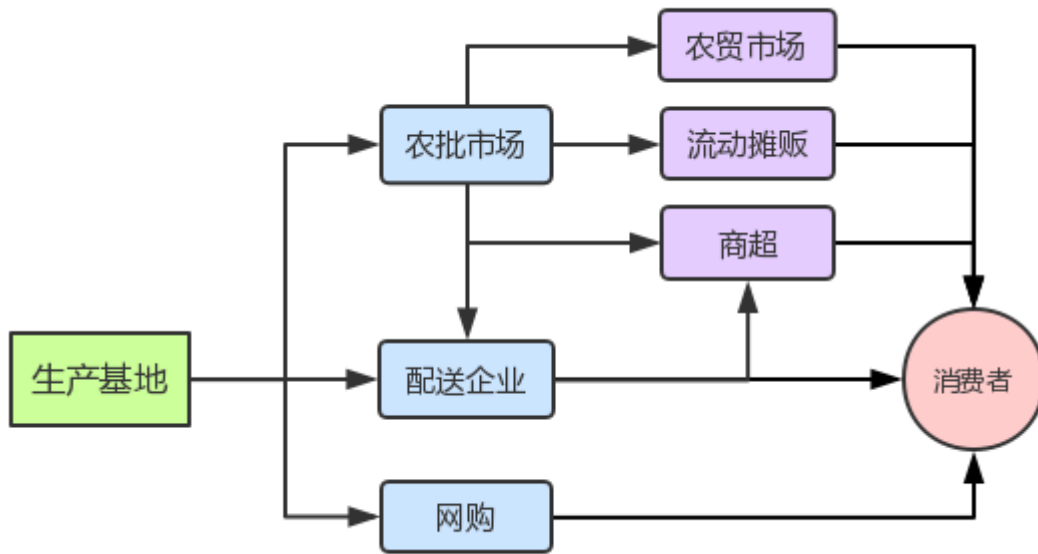 农贸市场
农批市场
流动摊贩
商超
生产基地
配送企业
消费者
网购